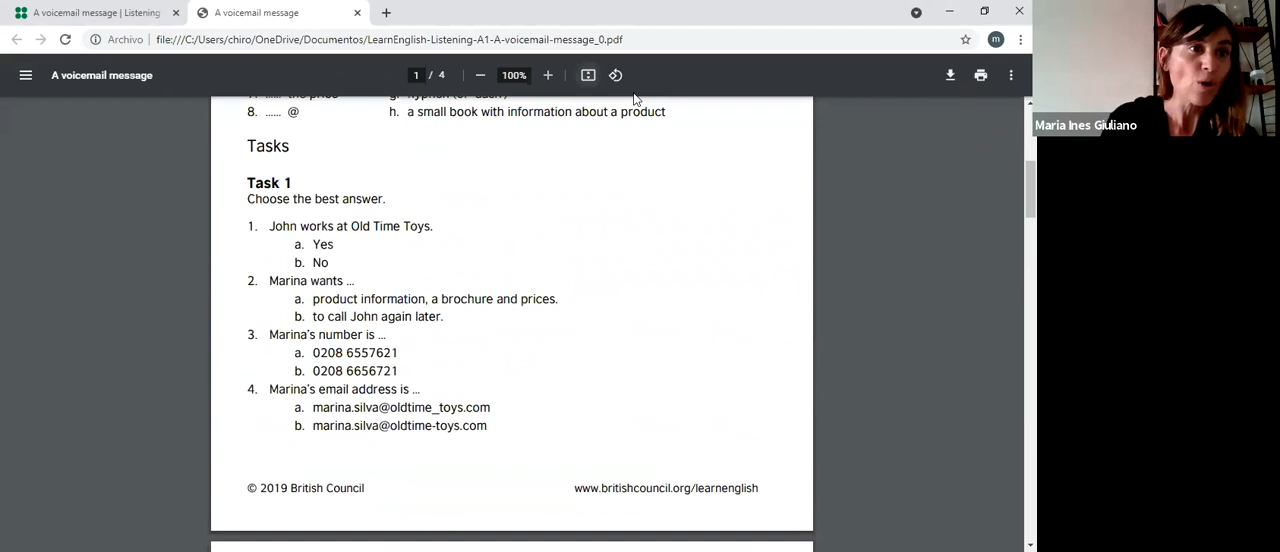 A voicemail message | Listening
A voicemail message
Archivo
file:///C:/Users/chiro/OneDrive/Documentos/LearnEnglish-Listening-A1-A-voicemail-message_0.pdf
m
A voicemail message
1 / 4
100%
8. ...... @ h. a small book with information about a product
Tasks
Task 1
Choose the best answer.
1. John works at Old Time Toys.
a. Yes
b. No
2. Marina wants ...
a. product information, a brochure and prices.
b. to call John again later.
3. Marina's number is ...
a. 0208 6557621
b. 0208 6656721
4. Marina's email address is ...
a. marina.silva@oldtime_toys.com
b. marina.silva@oldtime-toys.com
© 2019 British Council
www.britishcouncil.org/learnenglish
Maria Ines Giuliano